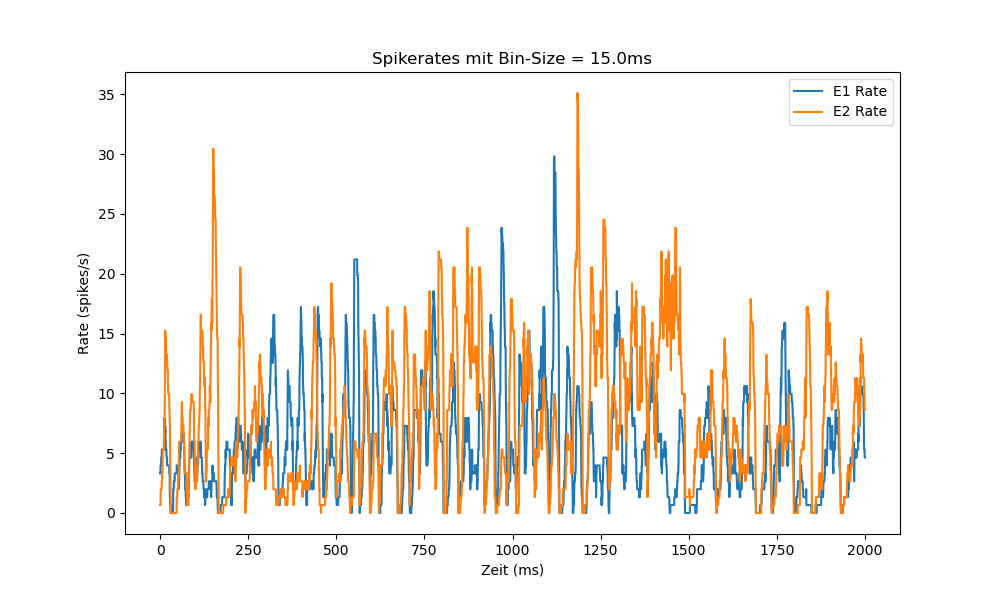 Spikerates mit Bin-Size = 15.0ms
E1 Rate
E2 Rate
Rate (spikes/s)
35
30
25
20
15
10
5
0
0 250 500 750 1000 1250 1500 1750 2000
Zeit (ms)